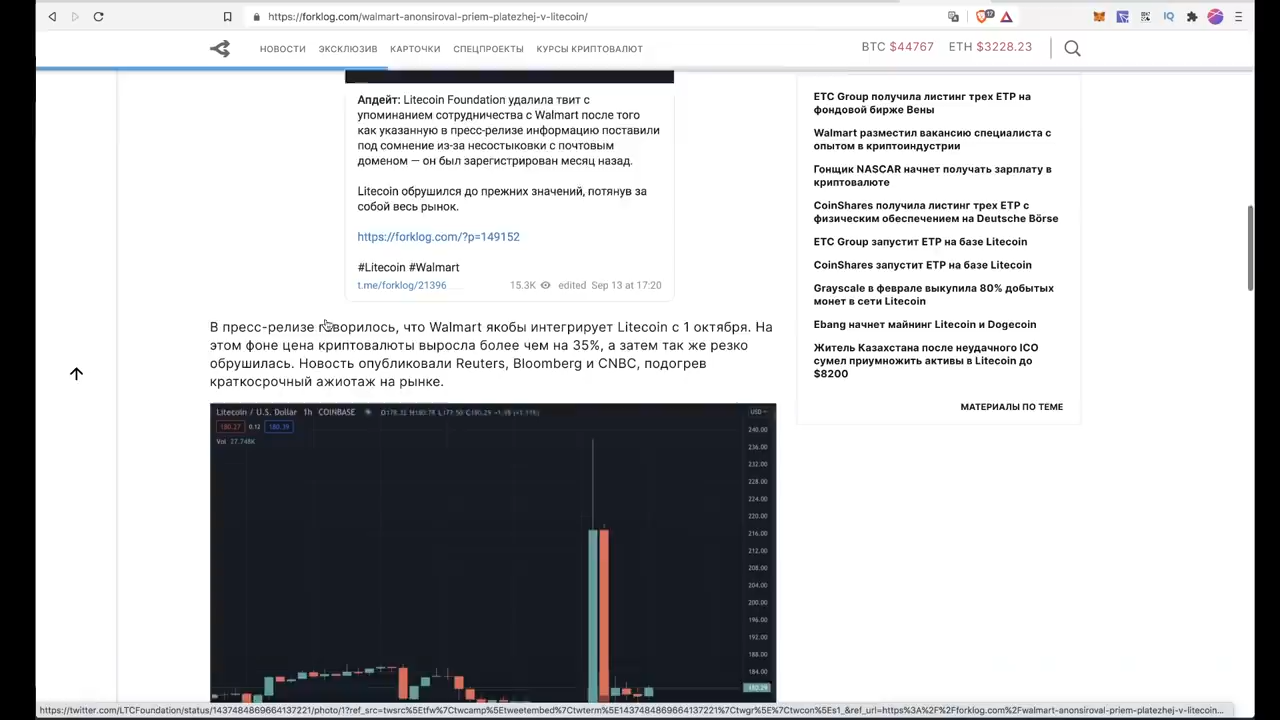 https://forklog.com/walmart-anonsiroval-priem-platezhej-v-litecoin/
НОВОСТИ ЭКСКЛЮЗИВ КАРТОЧКИ СПЕЦПРОЕКТЫ КУРСЫ КРИПТОВАЛЮТ
BTC $44767 ETH $3228.23
Апдейт: Litecoin Foundation удалила твит с
упоминанием сотрудничества с Walmart после того
как указанную в пресс-релизе информацию поставили
под сомнение из-за несостыковки с почтовым
доменом — он был зарегистрирован месяц назад.
Litecoin обрушился до прежних значений, потянув за
собой весь рынок.
https://forklog.com/?p=149152
#Litecoin #Walmart
t.me/forklog/21396 15.3K edited Sep 13 at 17:20
В пресс-релизе говорилось, что Walmart якобы интегрирует Litecoin с 1 октября. На
этом фоне цена криптовалюты выросла более чем на 35%, а затем так же резко
обрушилась. Новость опубликовали Reuters, Bloomberg и CNBC, подогрев
краткосрочный ажиотаж на рынке.
Litecoin / U.S. Dollar 1h COINBASE
USD
180.27 0.12 180.39
Vol 27.748K
240.00
236.00
232.00
228.00
224.00
220.00
216.00
212.00
208.00
204.00
200.00
196.00
192.00
188.00
184.00
180.29
ETC Group получила листинг трех ETP на
фондовой бирже Вены
Walmart разместил вакансию специалиста с
опытом в криптоиндустрии
Гонщик NASCAR начнет получать зарплату в
криптовалюте
CoinShares получила листинг трех ETP с
физическим обеспечением на Deutsche Börse
ETC Group запустит ETP на базе Litecoin
CoinShares запустит ETP на базе Litecoin
Grayscale в феврале выкупила 80% добытых
монет в сети Litecoin
Ebang начнет майнинг Litecoin и Dogecoin
Житель Казахстана после неудачного ICO
сумел приумножить активы в Litecoin до
$8200
МАТЕРИАЛЫ ПО ТЕМЕ